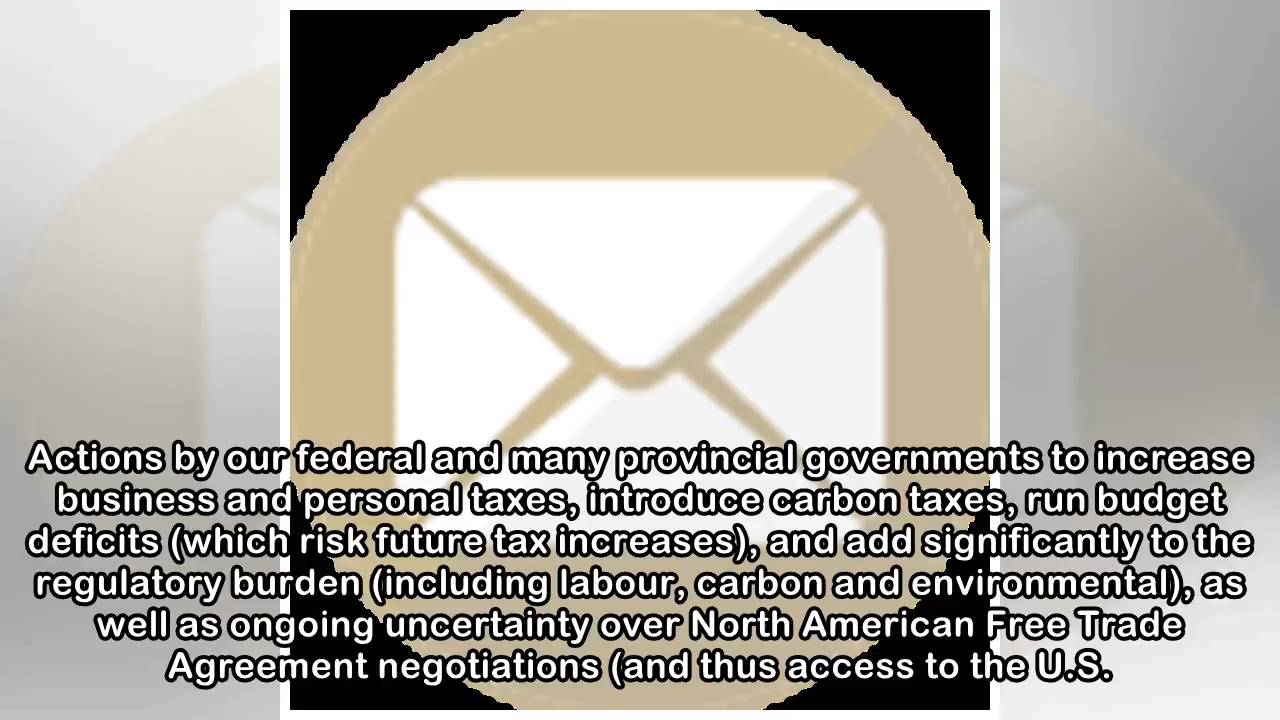 Actions by our federal and many provincial governments to increase
business and personal taxes, introduce carbon taxes, run budget
deficits (which risk future tax increases), and add significantly to the
regulatory burden (including labour, carbon and environmental), as
well as ongoing uncertainty over North American Free Trade
Agreement negotiations (and thus access to the U.S.